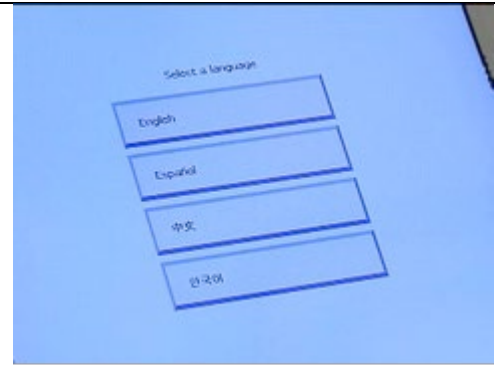 Select a language
English
Español
中文
한국어